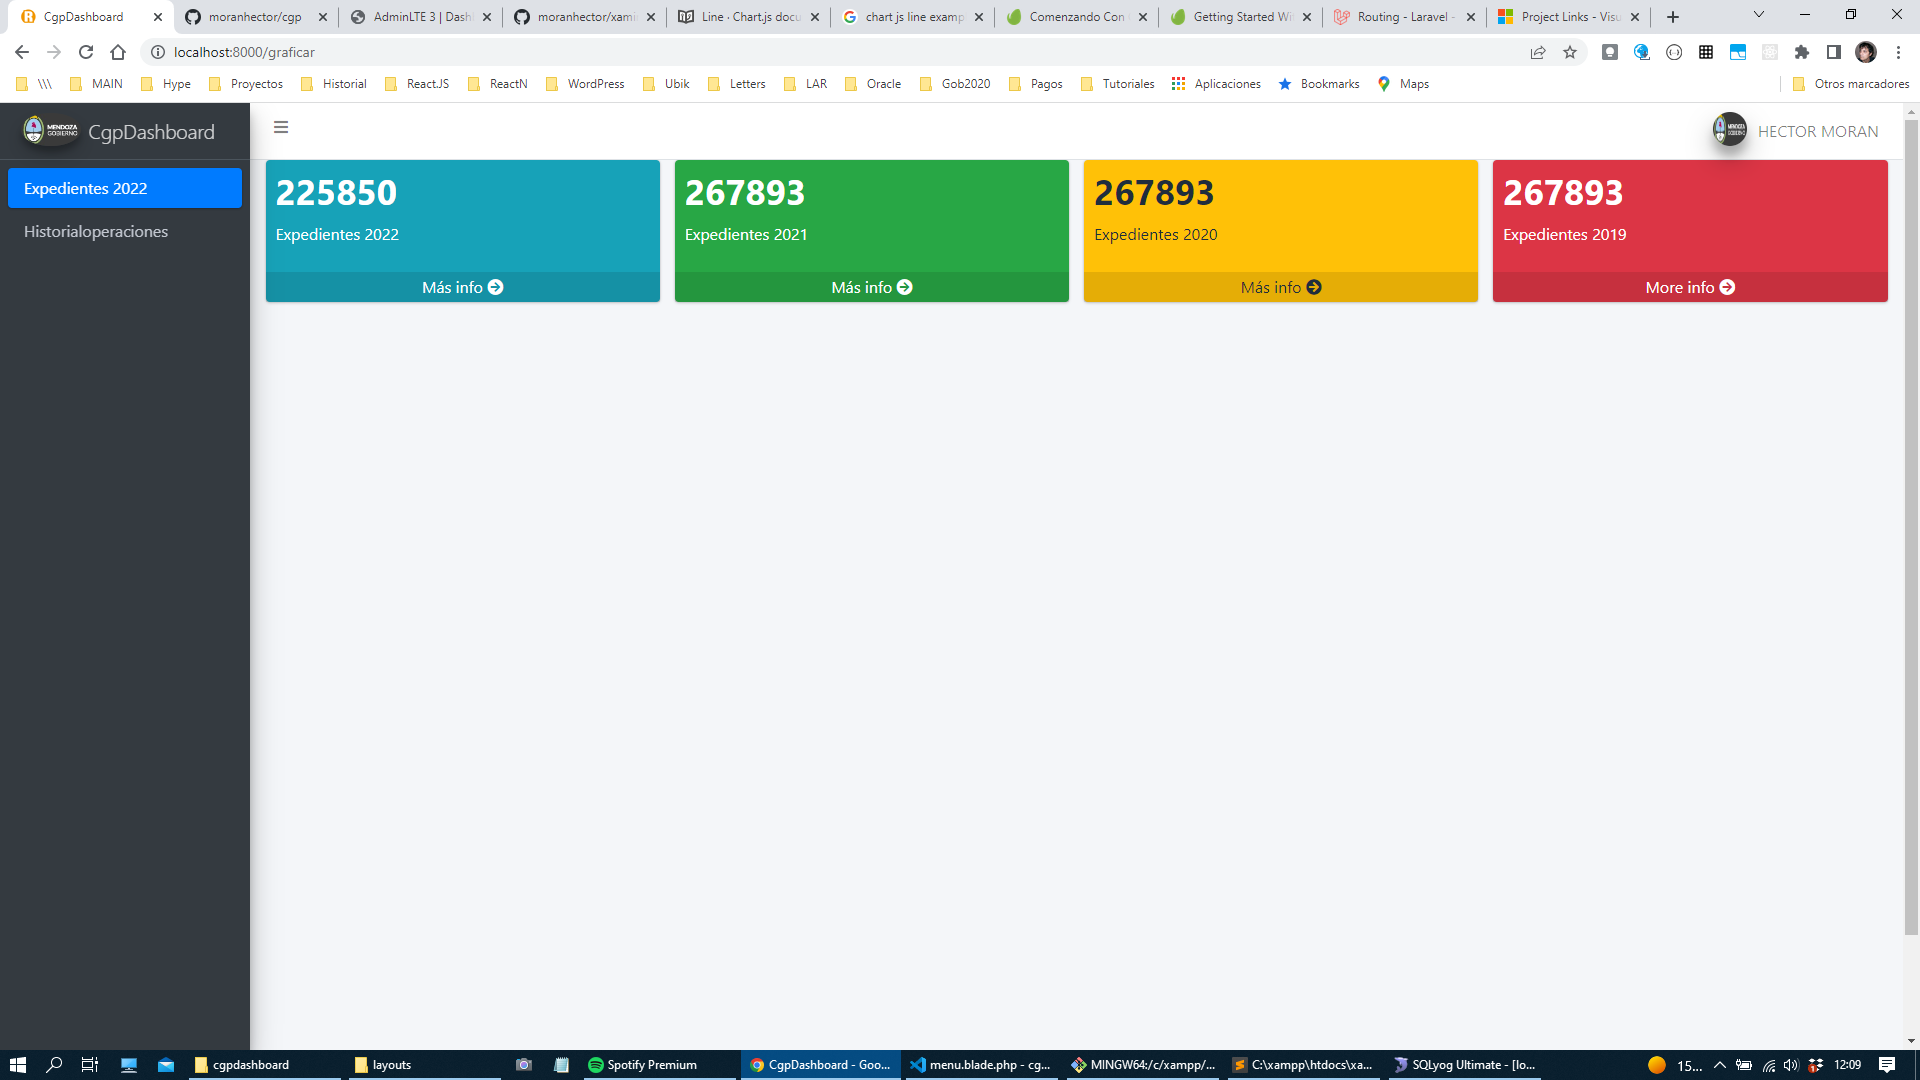 CgpDashboard
moranhector/cgp
AdminLTE 3 | Dash
moranhector/xami
Line · Chart.js docu
chart js line examp
Comenzando Con
Getting Started Wi
Routing - Laravel -
Project Links - Visu
localhost:8000/graficar
\\\
MAIN
Hype
Proyectos
Historial
ReactJS
ReactN
WordPress
Ubik
Letters
LAR
Oracle
Gob2020
Pagos
Tutoriales
Aplicaciones
Bookmarks
Maps
Otros marcadores
MENDOZA
GOBIERNO
CgpDashboard
HECTOR MORAN
Expedientes 2022
Historialoperaciones
225850
Expedientes 2022
Más info
267893
Expedientes 2021
Más info
267893
Expedientes 2020
Más info
267893
Expedientes 2019
More info
cgpdashboard
layouts
Spotify Premium
CgpDashboard - Goo...
menu.blade.php - cg...
MINGW64:/c/xampp/...
C:\xampp\htdocs\xa...
SQLyog Ultimate - [lo...
15...
12:09